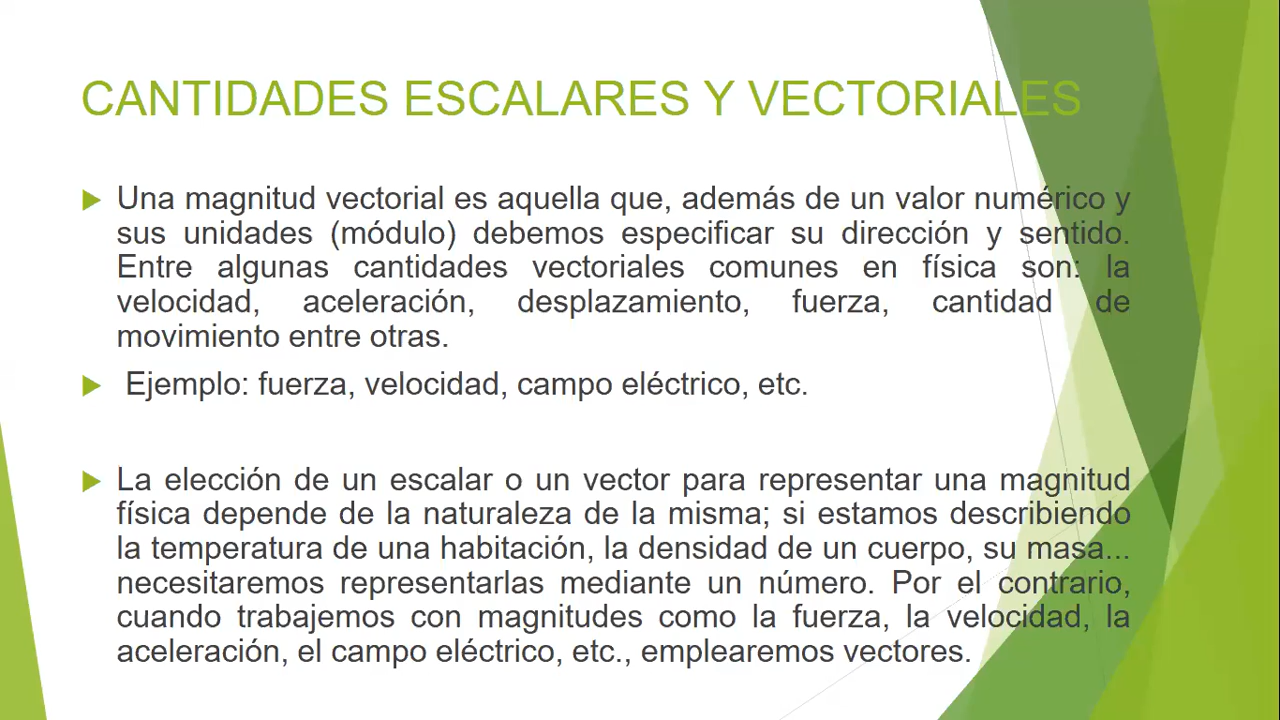 CANTIDADES ESCALARES Y VECTORIALES
Una magnitud vectorial es aquella que, además de un valor numérico y
sus unidades (módulo) debemos especificar su dirección y sentido.
Entre algunas cantidades vectoriales comunes en física son: la
velocidad, aceleración, desplazamiento, fuerza, cantidad de
movimiento entre otras.
Ejemplo: fuerza, velocidad, campo eléctrico, etc.
La elección de un escalar o un vector para representar una magnitud
física depende de la naturaleza de la misma; si estamos describiendo
la temperatura de una habitación, la densidad de un cuerpo, su masa...
necesitaremos representarlas mediante un número. Por el contrario,
cuando trabajemos con magnitudes como la fuerza, la velocidad, la
aceleración, el campo eléctrico, etc., emplearemos vectores.